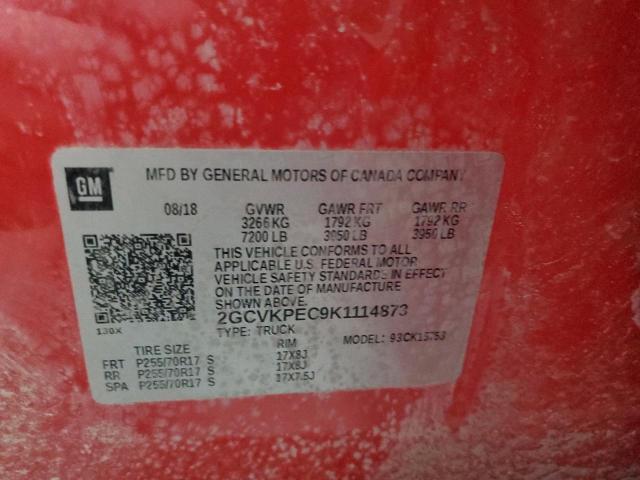 GM
MFD BY GENERAL MOTORS OF CANADA COMPANY
08/18 GVWR GAWR FRT GAWR RR
3266 KG 1792 KG 1792 KG
7200 LB 3950 LB 3950 LB
THIS VEHICLE CONFORMS TO ALL
APPLICABLE U.S. FEDERAL MOTOR
VEHICLE SAFETY STANDARDS IN EFFECT
ON THE DATE OF MANUFACTURE
SHOWN ABOVE.
2GCVKPEC9K1114873
130X
TYPE: TRUCK
MODEL: 93CK15753
TIRE SIZE RIM
FRT P255/70R17 S 17X8J
RR P255/70R17 S 17X8J
SPA P255/70R17 S 17X7.5J